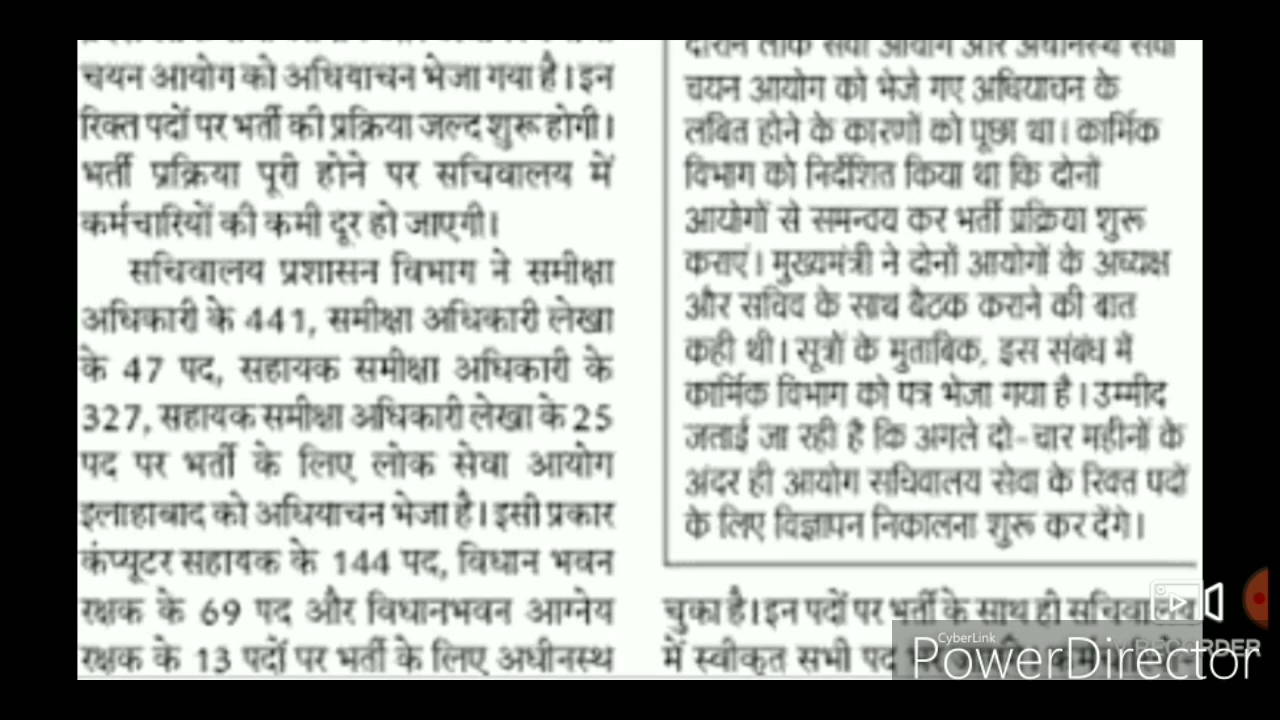 चयन आयोग को अधियाचन भेजा गया है। इन
रिक्त पदों पर भर्ती की प्रक्रिया जल्द शुरू होगी।
भर्ती प्रक्रिया पूरी होने पर सचिवालय में
कर्मचारियों की कमी दूर हो जाएगी।
सचिवालय प्रशासन विभाग ने समीक्षा
अधिकारी के 441, समीक्षा अधिकारी लेखा
के 47 पद, सहायक समीक्षा अधिकारी के
327, सहायक समीक्षा अधिकारी लेखा के 25
पद पर भर्ती के लिए लोक सेवा आयोग
इलाहाबाद को अधियाचन भेजा है। इसी प्रकार
कंप्यूटर सहायक के 144 पद, विधान भवन
रक्षक के 69 पद और विधानभवन आग्नेय
रक्षक के 13 पदों पर भर्ती के लिए अधीनस्थ
दौरान लोक सेवा आयोग और अधीनस्थ सेवा
चयन आयोग को भेजे गए अधियाचन के
लंबित होने के कारणों को पूछा था। कार्मिक
विभाग को निर्देशित किया था कि दोनों
आयोगों से समन्वय कर भर्ती प्रक्रिया शुरू
कराएं। मुख्यमंत्री ने दोनों आयोगों के अध्यक्ष
और सचिव के साथ बैठक कराने की बात
कही थी। सूत्रों के मुताबिक, इस संबंध में
कार्मिक विभाग को पत्र भेजा गया है। उम्मीद
जताई जा रही है कि अगले दो-चार महीनों के
अंदर ही आयोग सचिवालय सेवा के रिक्त पदों
के लिए विज्ञापन निकालना शुरू कर देंगे।
चुका है। इन पदों पर भर्ती के साथ ही
में स्वीकृत सभी पद
CyberLink
PowerDirector